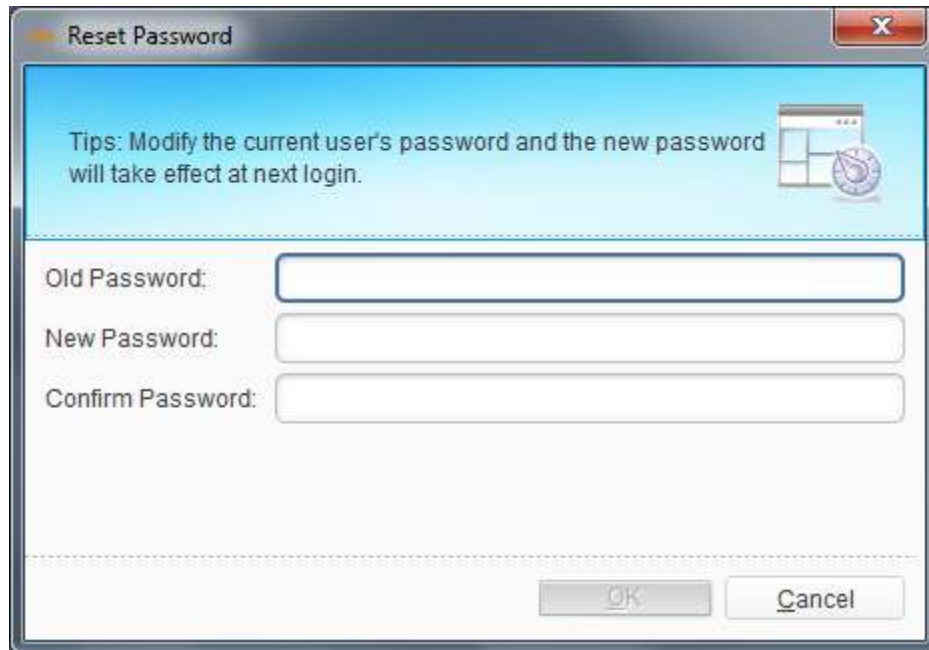 Reset Password
Tips: Modify the current user's password and the new password
will take effect at next login.
Old Password:
New Password:
Confirm Password:
OK
Cancel